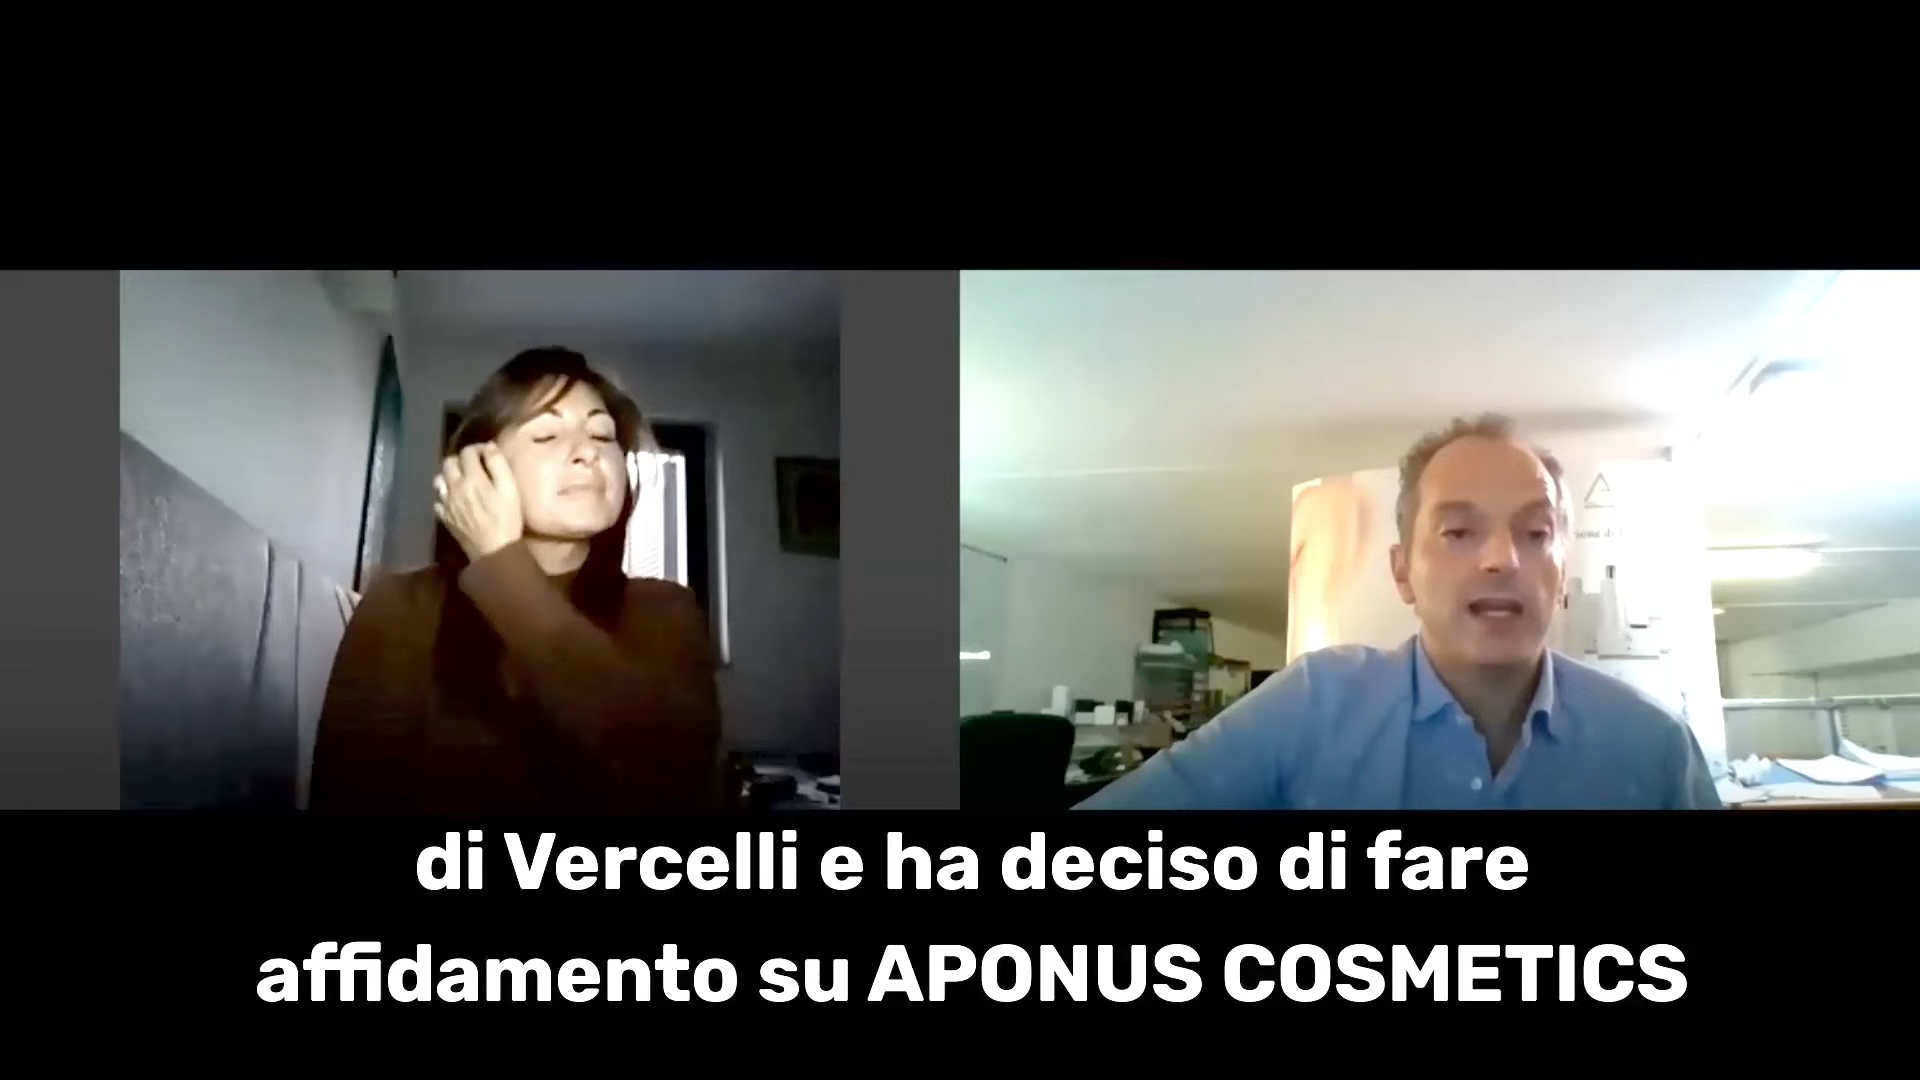 di Vercelli e ha deciso di fare
affidamento su APONUS COSMETICS